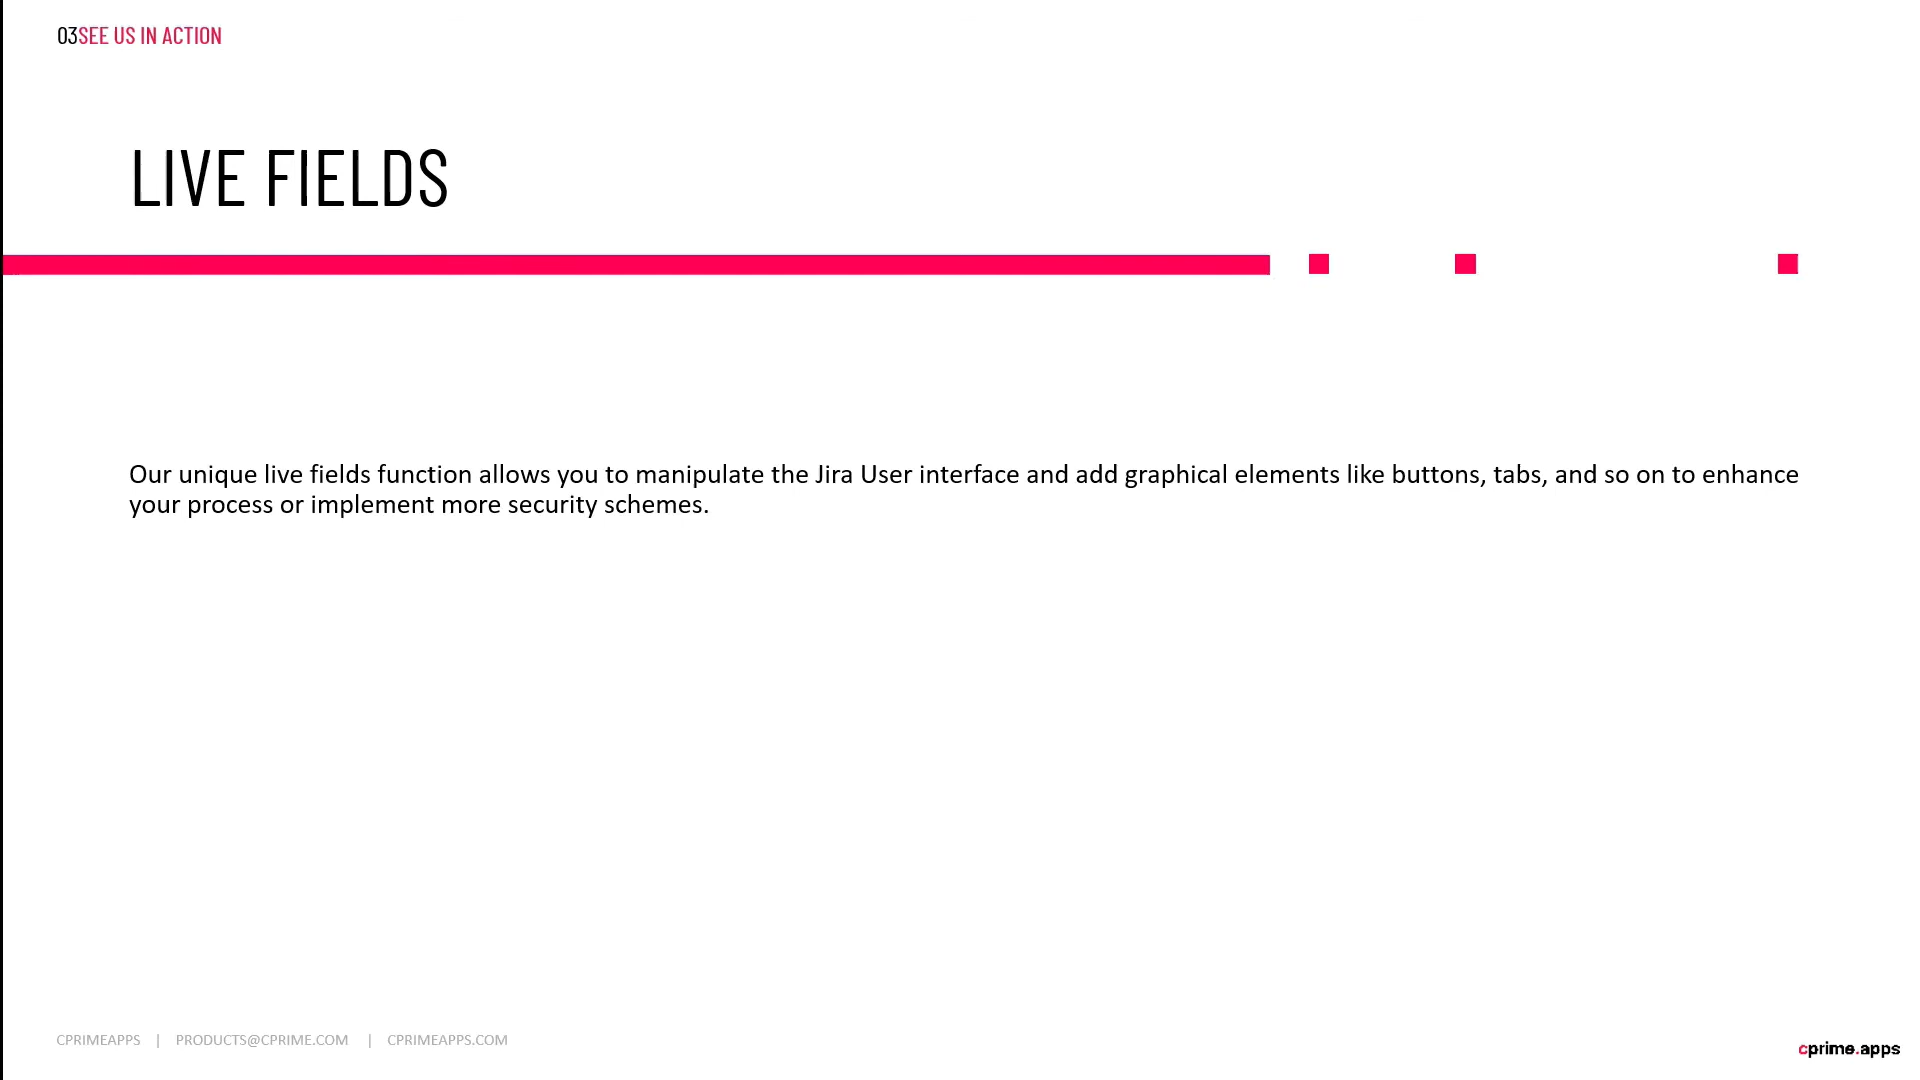 03SEE US IN ACTION
LIVE FIELDS
Our unique live fields function allows you to manipulate the Jira User interface and add graphical elements like buttons, tabs, and so on to enhance
your process or implement more security schemes.
CPRIMEAPPS | PRODUCTS@CPRIME.COM | CPRIMEAPPS.COM
cprime.apps